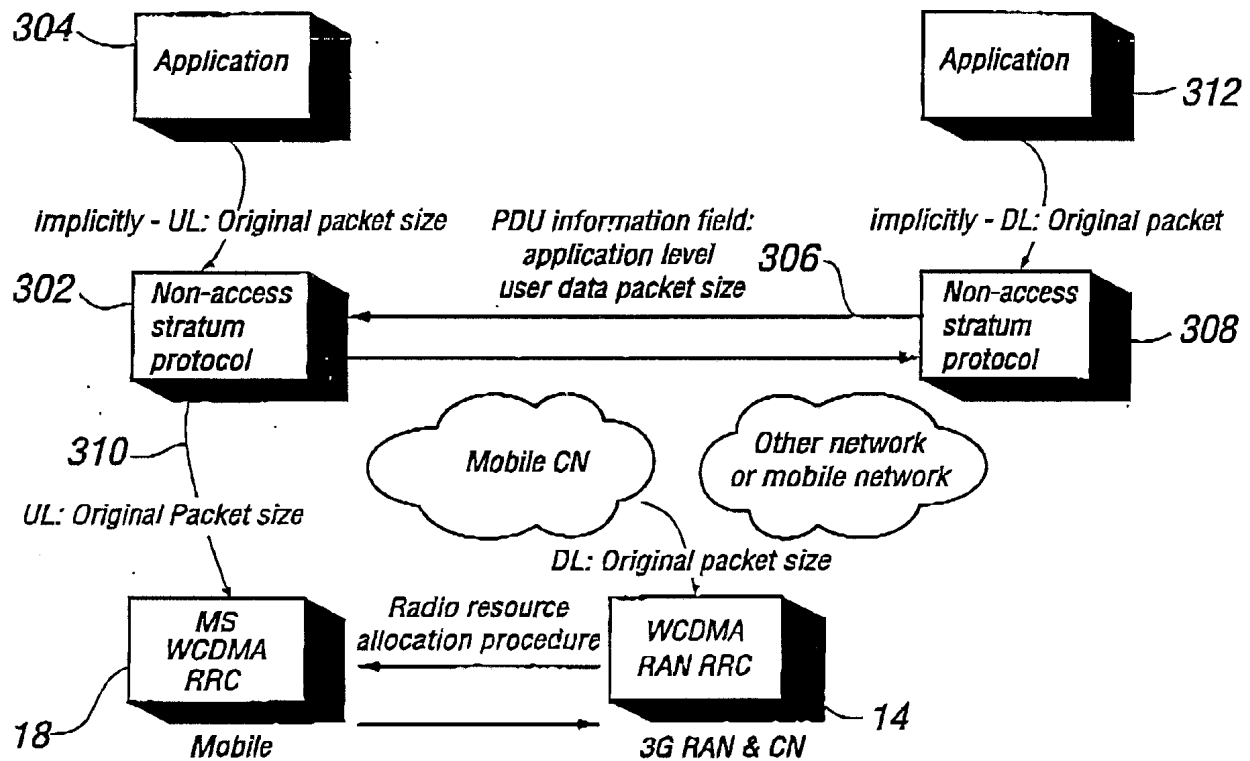 304
Application
Application
312
implicitly - UL: Original packet size
PDU information field:
application level
user data packet size
306
implicitly - DL: Original packet
302
Non-access
stratum
protocol
Non-access
stratum
protocol
308
310
Mobile CN
Other network
or mobile network
UL: Original Packet size
DL: Original packet size
MS
WCDMA
RRC
Radio resource
allocation procedure
WCDMA
RAN RRC
18
Mobile
3G RAN & CN
14